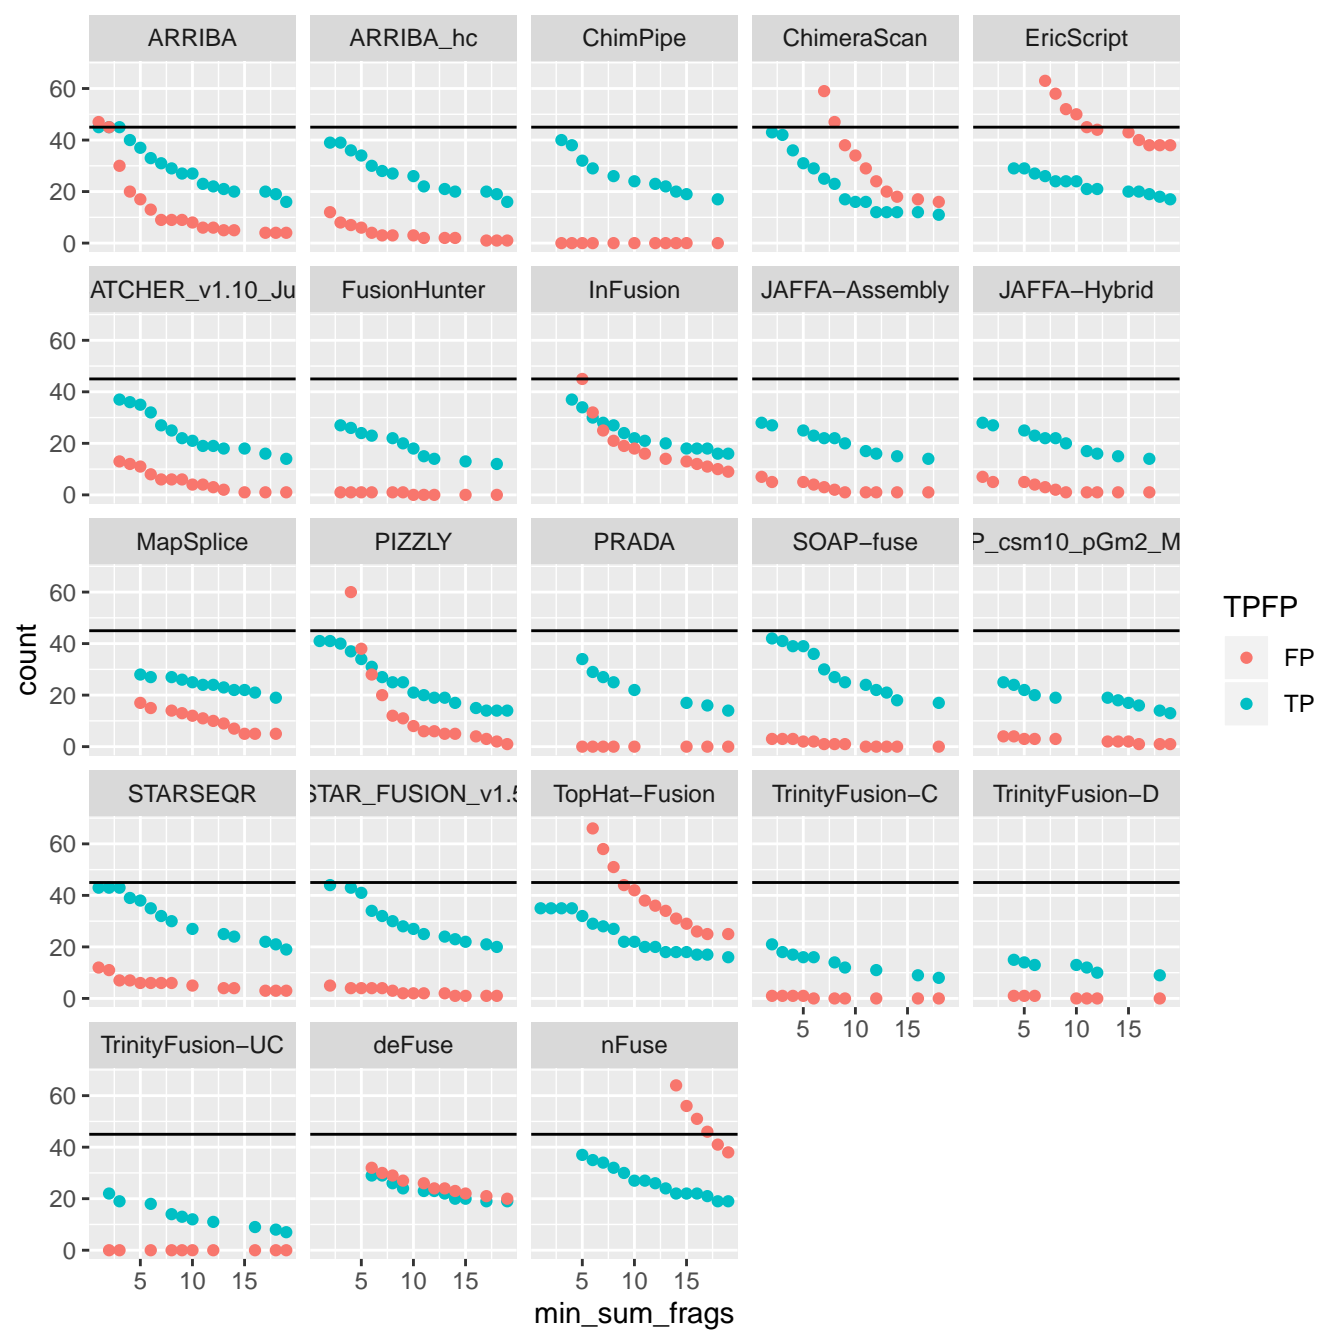 ARRIBA ARRIBA_hc ChimPipe ChimeraScan EricScript
60
40
20
0
ATCHER_v1.10_Ju FusionHunter InFusion JAFFA−Assembly JAFFA−Hybrid
60
40
20
0
MapSplice PIZZLY PRADA SOAP−fuse P_csm10_pGm2_M
60
40
20
0
STARSEQR STAR_FUSION_v1.5 TopHat−Fusion TrinityFusion−C TrinityFusion−D
60
40
20
0
5 10 15 5 10 15
TrinityFusion−UC deFuse nFuse
60
40
20
0
5 10 15 5 10 15 5 10 15
min_sum_frags
count
TPFP
FP
TP